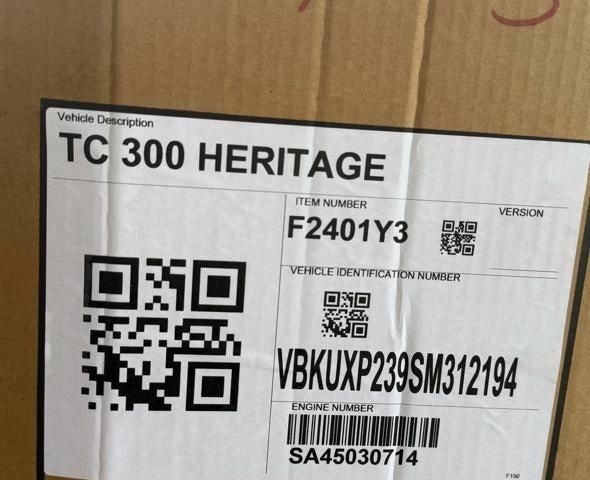 Vehicle Description
TC 300 HERITAGE
ITEM NUMBER
VERSION
F2401Y3
VEHICLE IDENTIFICATION NUMBER
VBKUXP239SM312194
ENGINE NUMBER
SA45030714
F150